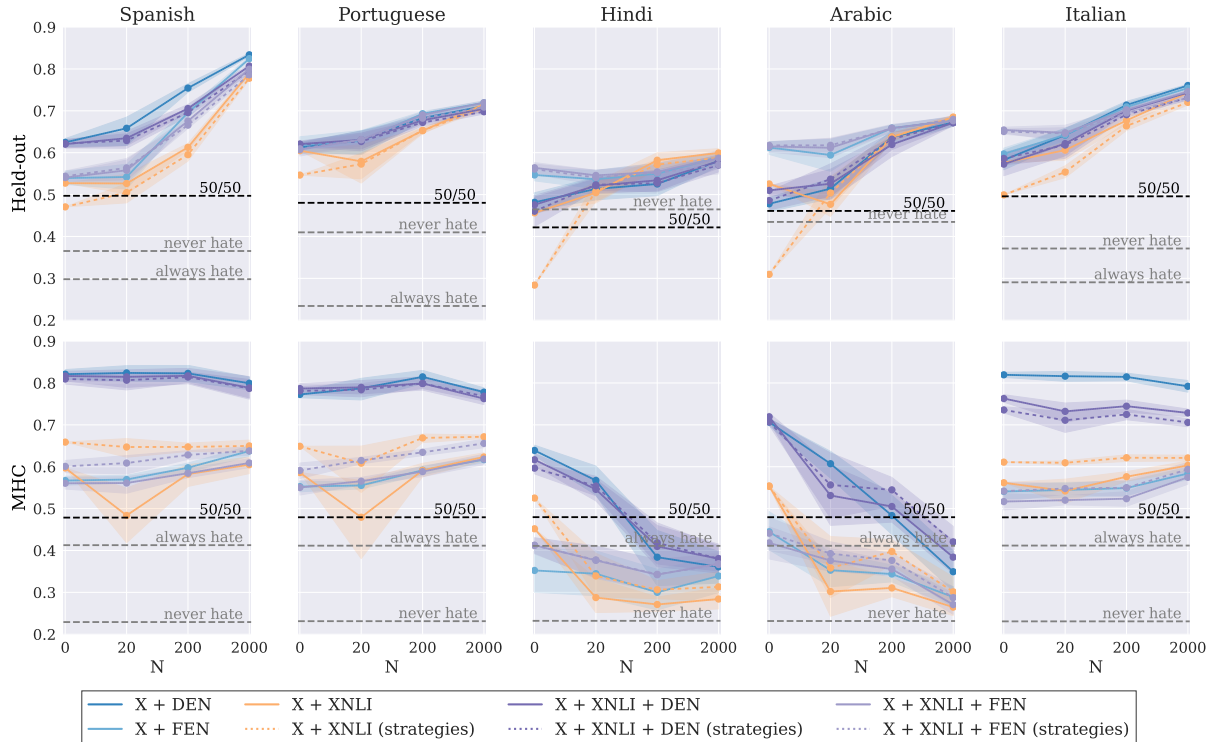 Spanish Portuguese Hindi Arabic Italian
Held-out
0.9
0.8
0.7
0.6
0.5
0.4
0.3
0.2
50/50
never hate
always hate
50/50
never hate
always hate
never hate
50/50
50/50
never hate
50/50
never hate
always hate
MHC
0.9
0.8
0.7
0.6
0.5
0.4
0.3
0.2
50/50
always hate
never hate
50/50
always hate
never hate
50/50
always hate
never hate
50/50
always hate
never hate
50/50
always hate
never hate
0 20 200 2000 0 20 200 2000 0 20 200 2000 0 20 200 2000 0 20 200 2000
N N N N N
X + DEN X + XNLI X + XNLI + DEN X + XNLI + FEN
X + FEN X + XNLI (strategies) X + XNLI + DEN (strategies) X + XNLI + FEN (strategies)